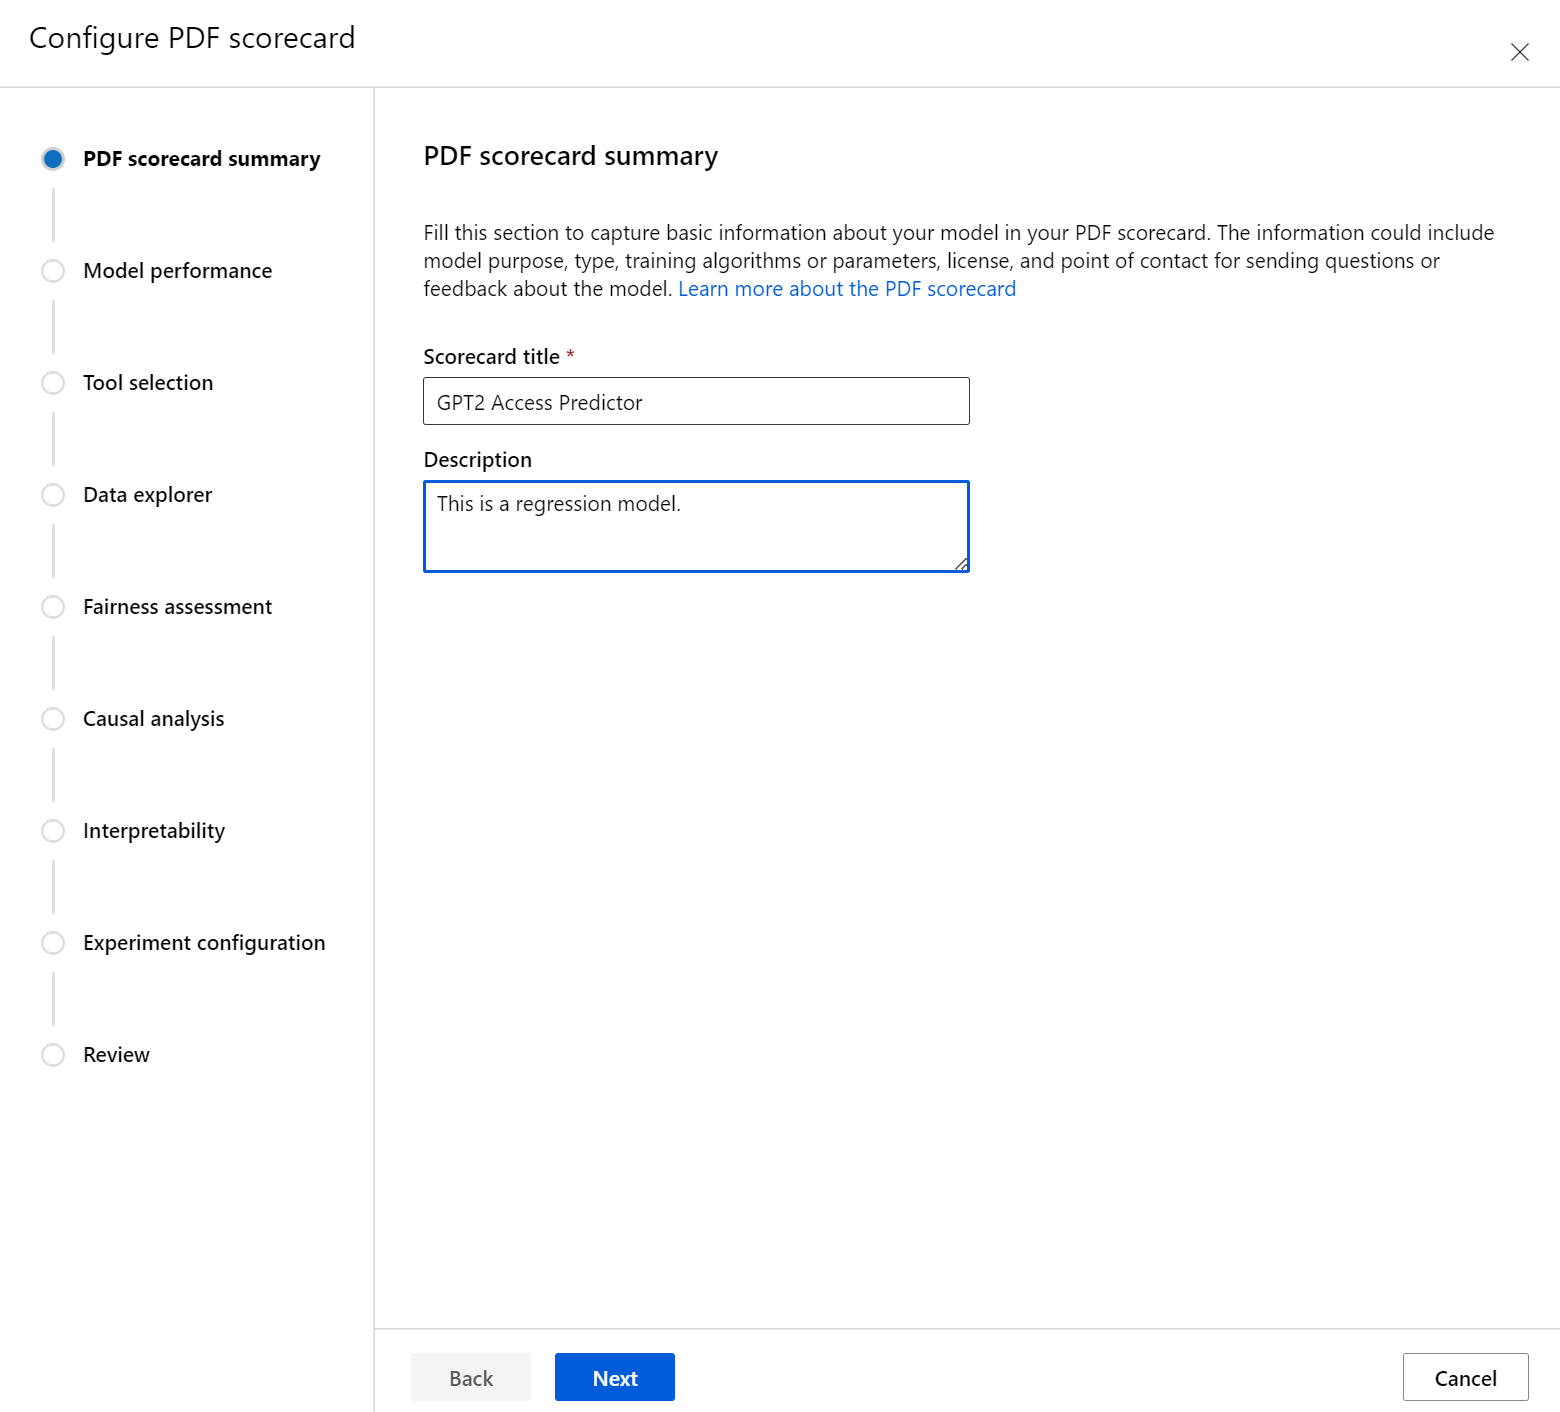 Configure PDF scorecard
PDF scorecard summary
Model performance
Tool selection
Data explorer
Fairness assessment
Causal analysis
Interpretability
Experiment configuration
Review
PDF scorecard summary
Fill this section to capture basic information about your model in your PDF scorecard. The information could include
model purpose, type, training algorithms or parameters, license, and point of contact for sending questions or
feedback about the model. Learn more about the PDF scorecard
Scorecard title *
GPT2 Access Predictor
Description
This is a regression model.
Back
Next
Cancel